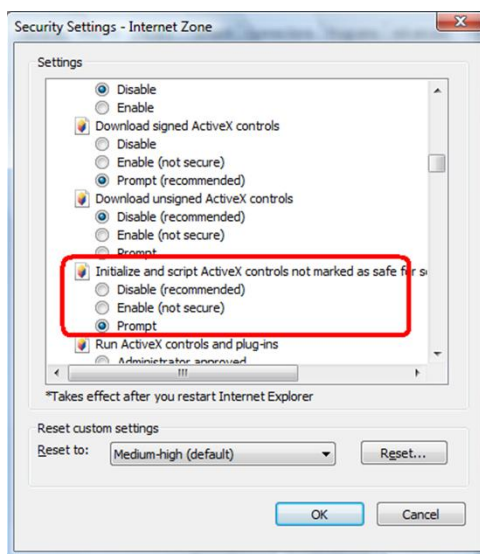 Security Settings - Internet Zone
Settings
Disable
Enable
Download signed ActiveX controls
Disable
Enable (not secure)
Prompt (recommended)
Download unsigned ActiveX controls
Disable (recommended)
Enable (not secure)
Prompt
Initialize and script ActiveX controls not marked as safe for s
Disable (recommended)
Enable (not secure)
Prompt
Run ActiveX controls and plug-ins
Administrator approved
*Takes effect after you restart Internet Explorer
Reset custom settings
Reset to:
Medium-high (default)
Reset...
OK
Cancel